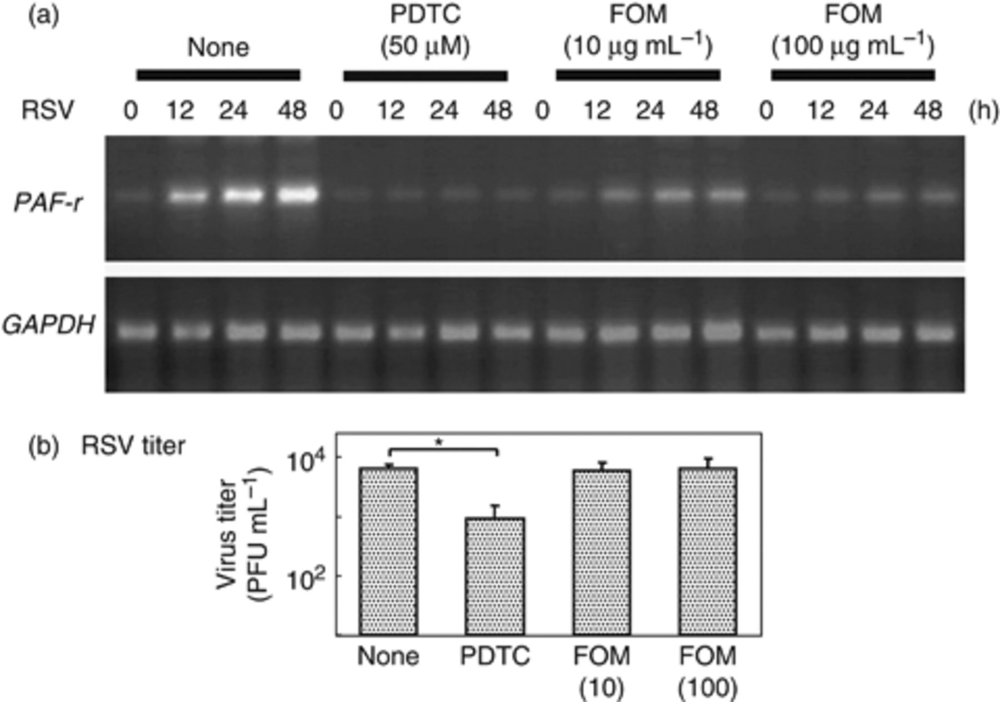 (a)
None
PDTC
(50 μM)
FOM
(10 μg mL⁻¹)
FOM
(100 μg mL⁻¹)
RSV 0 12 24 48 0 12 24 48 0 12 24 48 0 12 24 48 (h)
PAF-r
GAPDH
(b) RSV titer
*
Virus titer
(PFU mL⁻¹)
10⁴
10²
None PDTC FOM FOM
(10) (100)